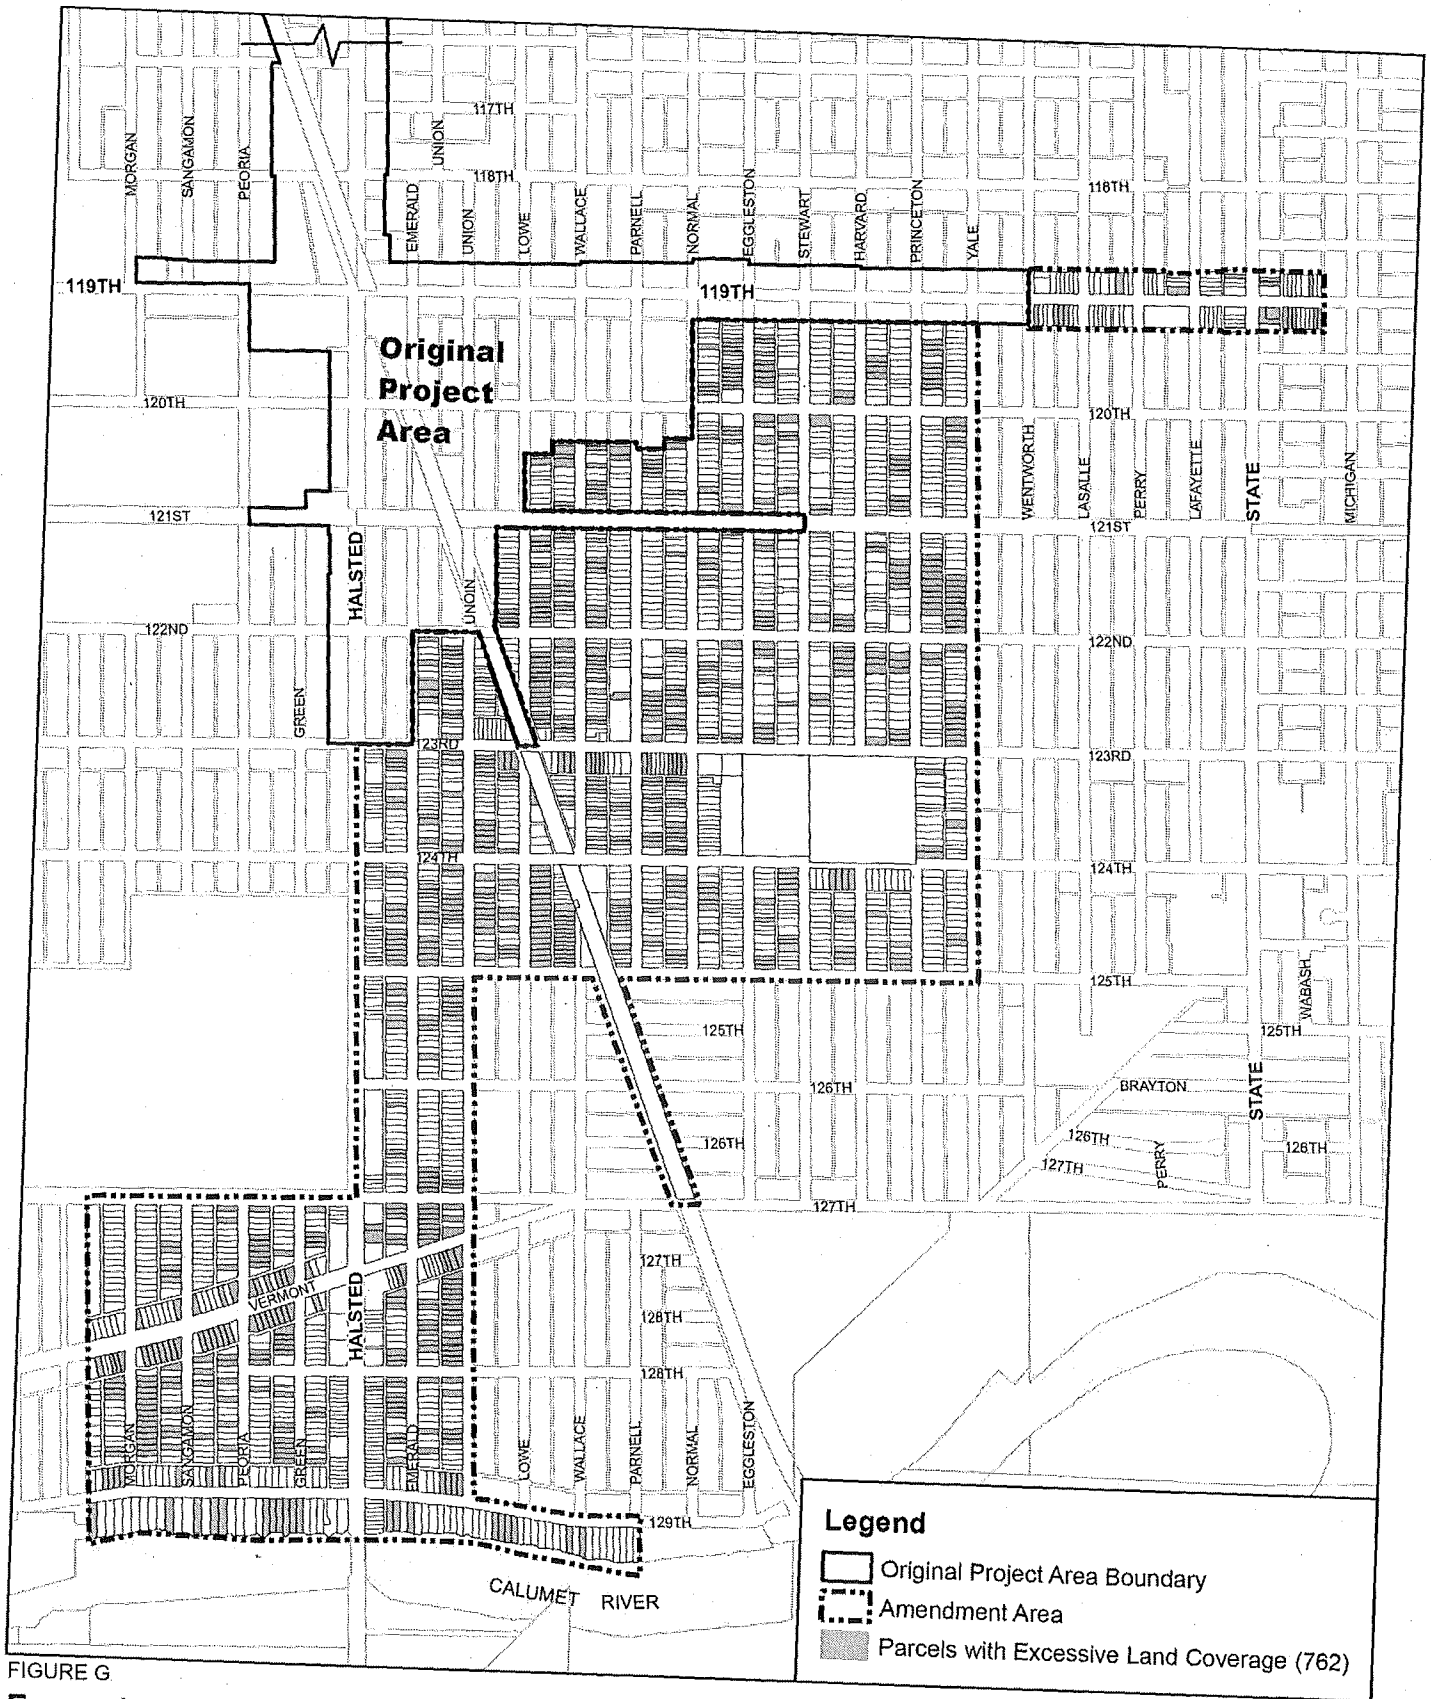 117TH
UNION
MORGAN
SANGAMON
PEORIA
118TH
118TH
EMERALD
UNION
LOWE
WALLACE
PARNELL
NORMAL
EGGLESTON
STEWART
HARVARD
PRINCETON
YALE
119TH
119TH
Original
Project
Area
120TH
120TH
WENTWORTH
LASALLE
PERRY
LAFAYETTE
STATE
MICHIGAN
121ST
121ST
HALSTED
UNOIN
122ND
122ND
GREEN
123RD
123RD
124TH
124TH
125TH
WABASH
125TH
125TH
126TH
BRAYTON
STATE
126TH
126TH
126TH
127TH
PERRY
127TH
127TH
VERMONT
HALSTED
128TH
128TH
MORGAN
SANGAMON
PEORIA
GREEN
EMERALD
LOWE
WALLACE
PARNELL
NORMAL
EGGLESTON
129TH
CALUMET RIVER
Legend
Original Project Area Boundary
Amendment Area
Parcels with Excessive Land Coverage (762)
FIGURE G